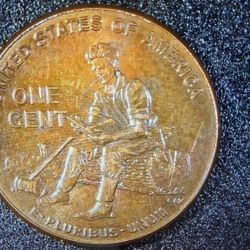 UNITED STATES OF AMERICA
ONE
CENT
E·PLURIBUS·UNUM